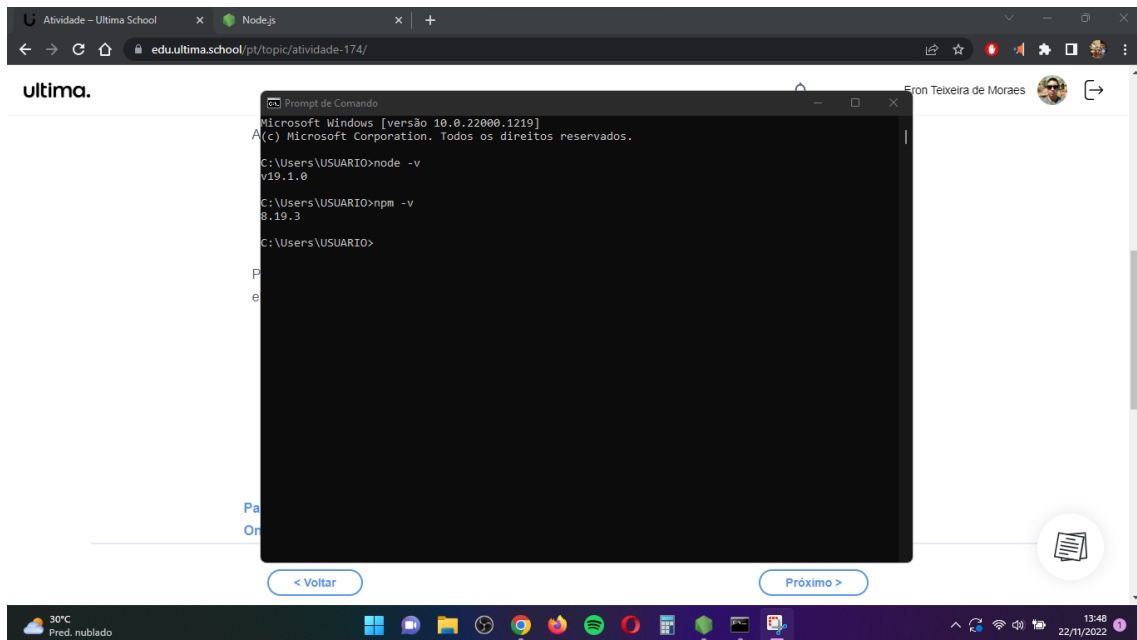 Atividade – Ultima School
Node.js
edu.ultima.school/pt/topic/atividade-174/
ultima.
Eron Teixeira de Moraes
Prompt de Comando
A
Microsoft Windows [versão 10.0.22000.1219]
(c) Microsoft Corporation. Todos os direitos reservados.
C:\Users\USUARIO>node -v
v19.1.0
C:\Users\USUARIO>npm -v
8.19.3
C:\Users\USUARIO>
P
e
Pa
On
< Voltar
Próximo >
30°C
Pred. nublado
13:48
22/11/2022
1